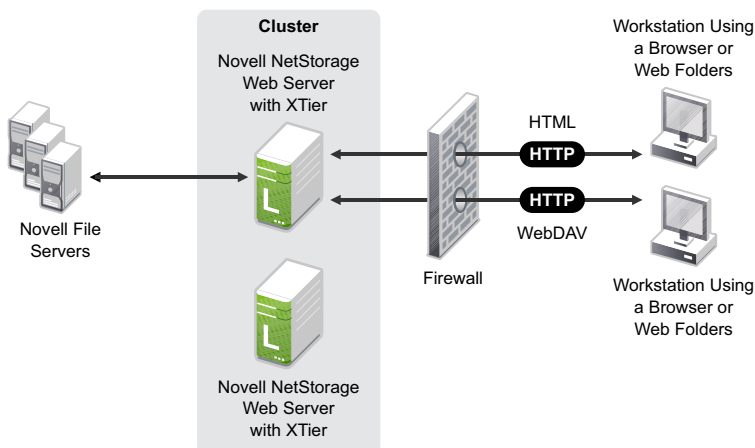 Cluster
Novell NetStorage
Web Server
with XTier
Workstation Using
a Browser or
Web Folders
HTML
HTTP
L
HTTP
WebDAV
Novell File
Servers
Firewall
Workstation Using
a Browser or
Web Folders
L
Novell NetStorage
Web Server
with XTier